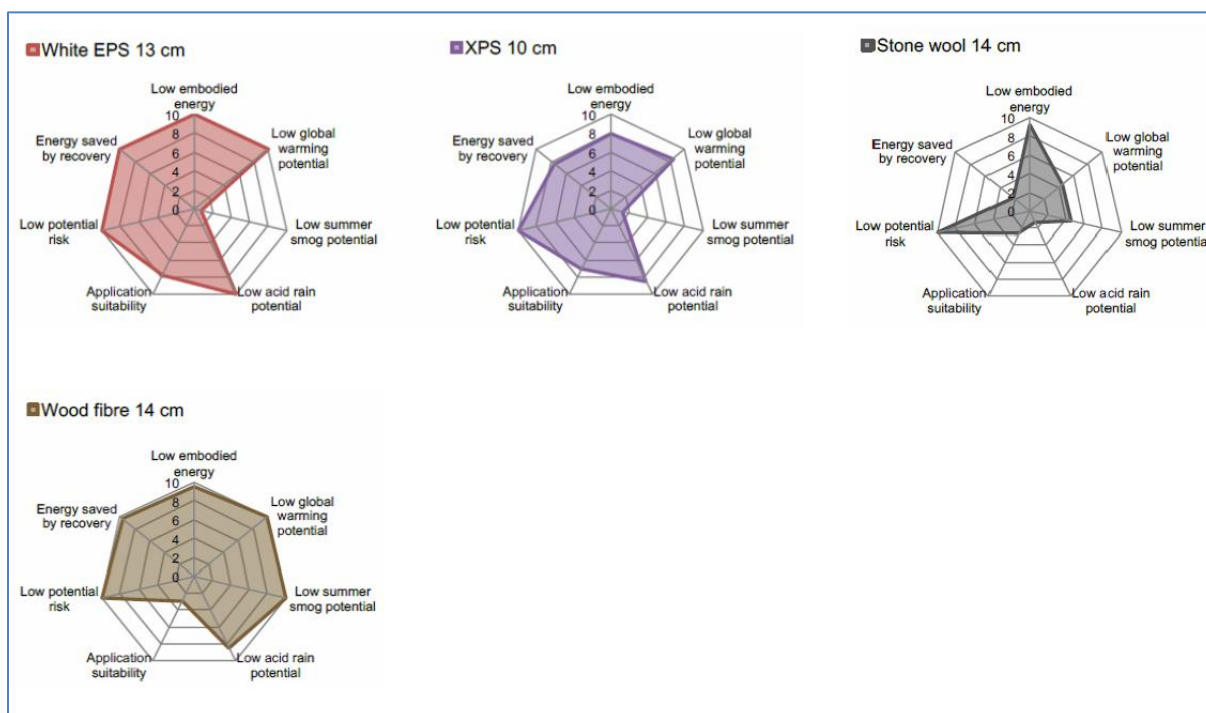 White EPS 13 cm
Low embodied
energy
10
8
6
4
2
0
Low global
warming
potential
Low summer
smog potential
Low acid rain
potential
Application
suitability
Low potential
risk
Energy saved
by recovery
XPS 10 cm
Low embodied
energy
10
8
6
4
2
0
Low global
warming
potential
Low summer
smog potential
Low acid rain
potential
Application
suitability
Low potential
risk
Energy saved
by recovery
Stone wool 14 cm
Low embodied
energy
10
8
6
4
2
0
Low global
warming
potential
Low summer
smog potential
Low acid rain
potential
Application
suitability
Low potential
risk
Energy saved
by recovery
Wood fibre 14 cm
Low embodied
energy
10
8
6
4
2
0
Low global
warming
potential
Low summer
smog potential
Low acid rain
potential
Application
suitability
Low potential
risk
Energy saved
by recovery